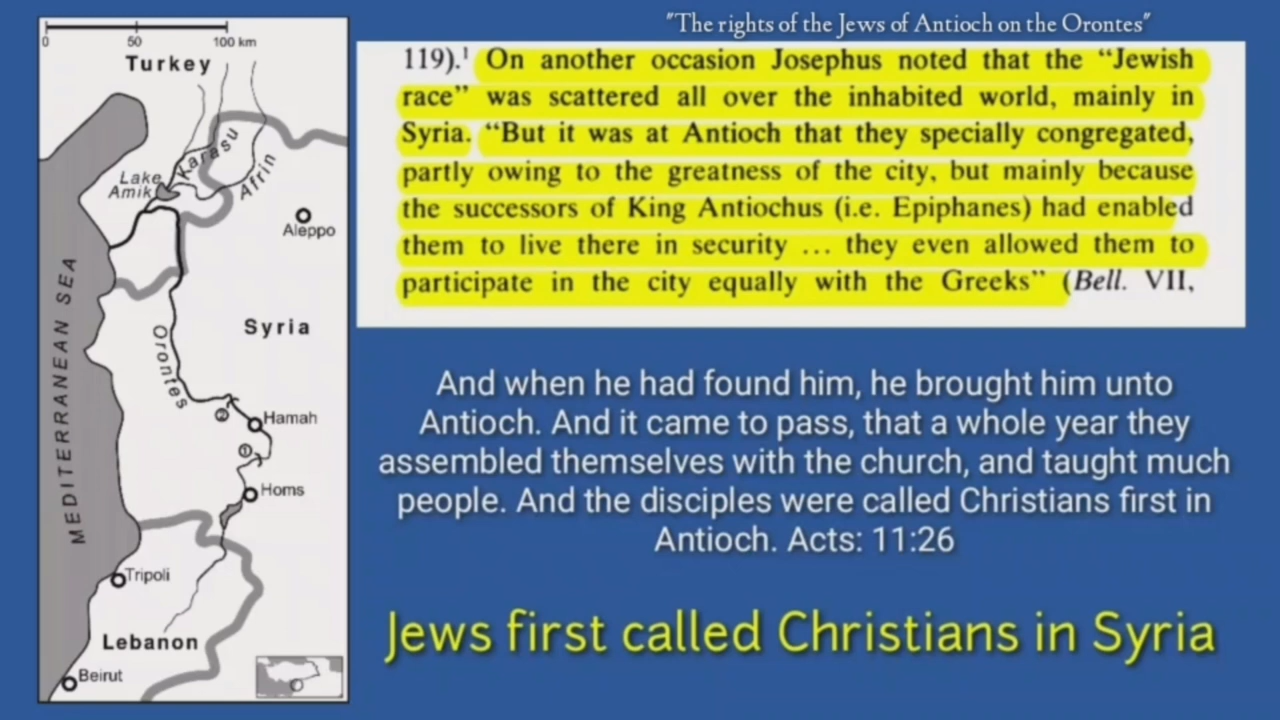 "The rights of the Jews of Antioch on the Orontes"
119).¹ On another occasion Josephus noted that the “Jewish
race” was scattered all over the inhabited world, mainly in
Syria. “But it was at Antioch that they specially congregated,
partly owing to the greatness of the city, but mainly because
the successors of King Antiochus (i.e. Epiphanes) had enabled
them to live there in security ... they even allowed them to
participate in the city equally with the Greeks” (Bell. VII,
And when he had found him, he brought him unto
Antioch. And it came to pass, that a whole year they
assembled themselves with the church, and taught much
people. And the disciples were called Christians first in
Antioch. Acts: 11:26
Jews first called Christians in Syria
0 50 100 km
Turkey
Karasu
Afrin
Lake
Amik
Aleppo
MEDITERRANEAN SEA
Syria
Orontes
2
Hamah
1
Homs
Tripoli
Lebanon
Beirut